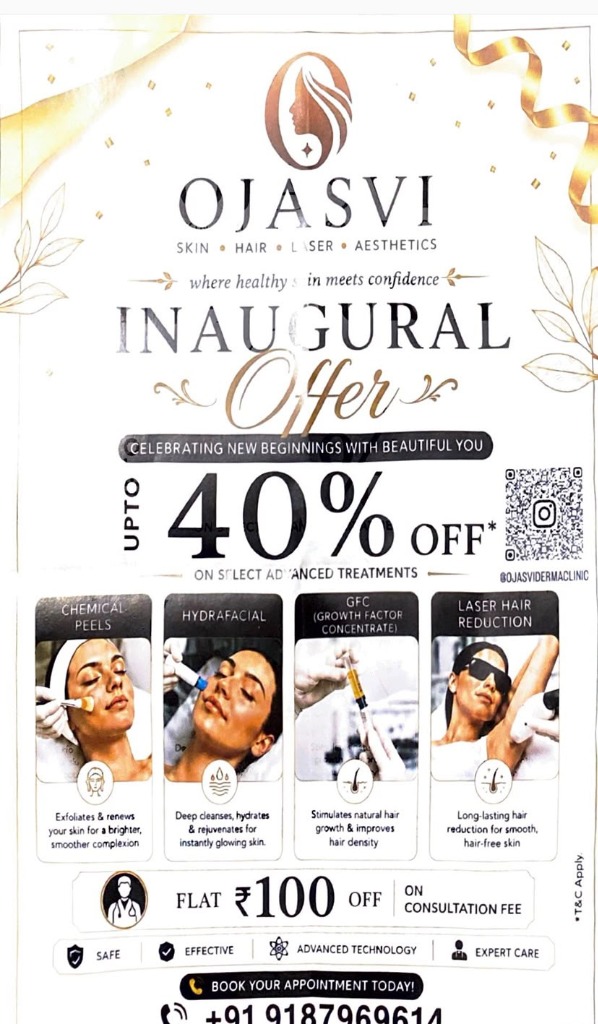 OJASVI
SKIN • HAIR • LASER • AESTHETICS
where healthy in meets confidence
INAUGURAL
Offer
CELEBRATING NEW BEGINNINGS WITH BEAUTIFUL YOU
UPTO
40% OFF*
@OJASVIDERMACLINIC
ON SELECT ADVANCED TREATMENTS
CHEMICAL
PEELS
Exfoliates & renews
your skin for a brighter,
smoother complexion
HYDRAFACIAL
Deep cleanses, hydrates
& rejuvenates for
instantly glowing skin.
GFC
(GROWTH FACTOR
CONCENTRATE)
Stimulates natural hair
growth & improves
hair density
LASER HAIR
REDUCTION
Long-lasting hair
reduction for smooth,
hair-free skin
FLAT ₹100 OFF
ON
CONSULTATION FEE
*T&C Apply.
SAFE
EFFECTIVE
ADVANCED TECHNOLOGY
EXPERT CARE
BOOK YOUR APPOINTMENT TODAY!
+91 9187969614